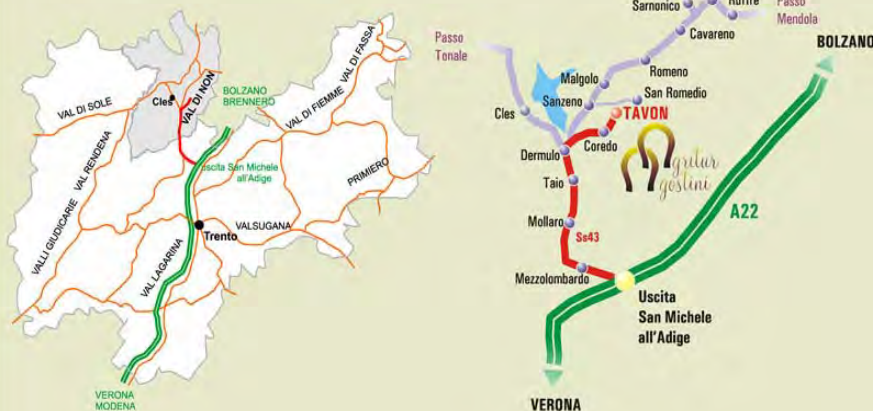 VAL DI SOLE
Cles
VAL DI NON
BOLZANO
BRENNERO
VAL DI FIEMME
VAL DI FASSA
VALLI GIUDICARIE
VAL RENDENA
uscita San Michele
all'Adige
PRIMIERO
VALSUGANA
Trento
VAL LAGARINA
VERONA
MODENA
Sarnonico
Ruffrè
Passo
Mendola
Cavareno
Passo
Tonale
BOLZANO
Romeno
Malgolo
San Romedio
Sanzeno
Cles
TAVON
Coredo
Dermulo
Agritur
Agostini
Taio
A22
Mollaro
Ss43
Mezzolombardo
Uscita
San Michele
all'Adige
VERONA